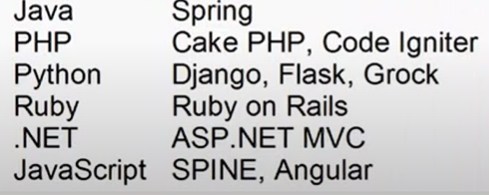 Java Spring
PHP Cake PHP, Code Igniter
Python Django, Flask, Grock
Ruby Ruby on Rails
.NET ASP.NET MVC
JavaScript SPINE, Angular